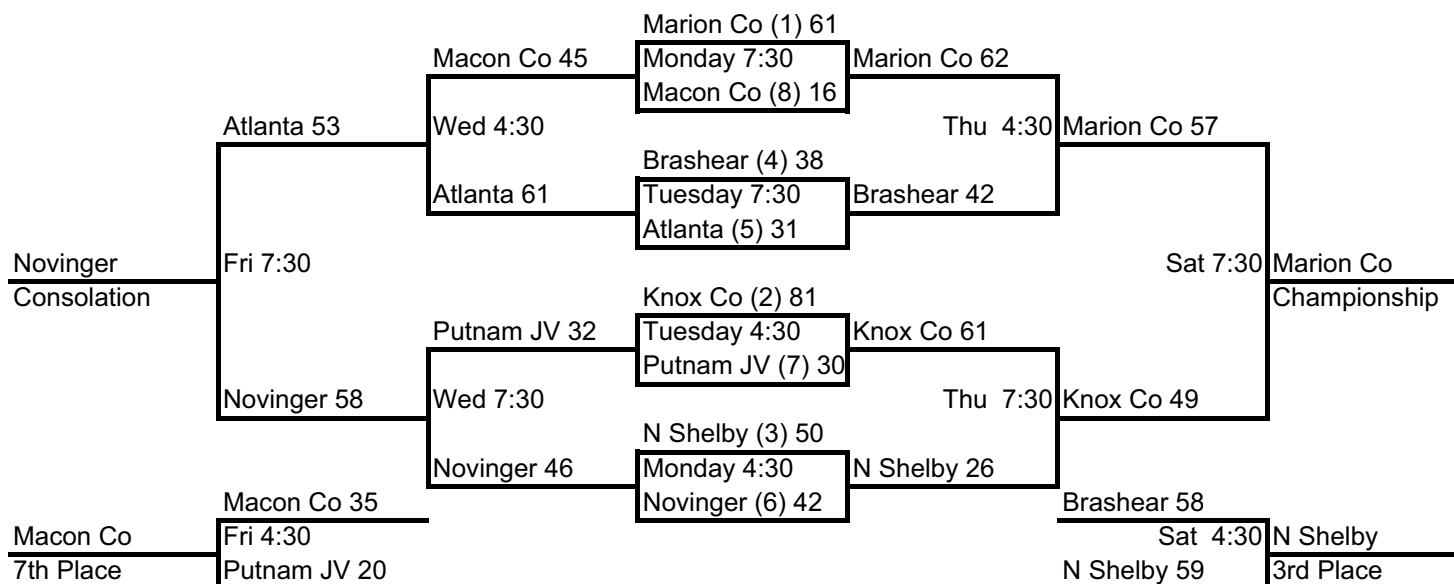 Marion Co (1) 61
Macon Co 45 Monday 7:30 Marion Co 62
Macon Co (8) 16
Atlanta 53 Wed 4:30 Thu 4:30 Marion Co 57
Brashear (4) 38
Atlanta 61 Tuesday 7:30 Brashear 42
Atlanta (5) 31
Novinger Fri 7:30 Sat 7:30 Marion Co
Consolation Knox Co (2) 81 Championship
Putnam JV 32 Tuesday 4:30 Knox Co 61
Putnam JV (7) 30
Novinger 58 Wed 7:30 Thu 7:30 Knox Co 49
N Shelby (3) 50
Novinger 46 Monday 4:30 N Shelby 26
Macon Co 35 Novinger (6) 42 Brashear 58
Macon Co Fri 4:30 Sat 4:30 N Shelby
7th Place Putnam JV 20 N Shelby 59 3rd Place